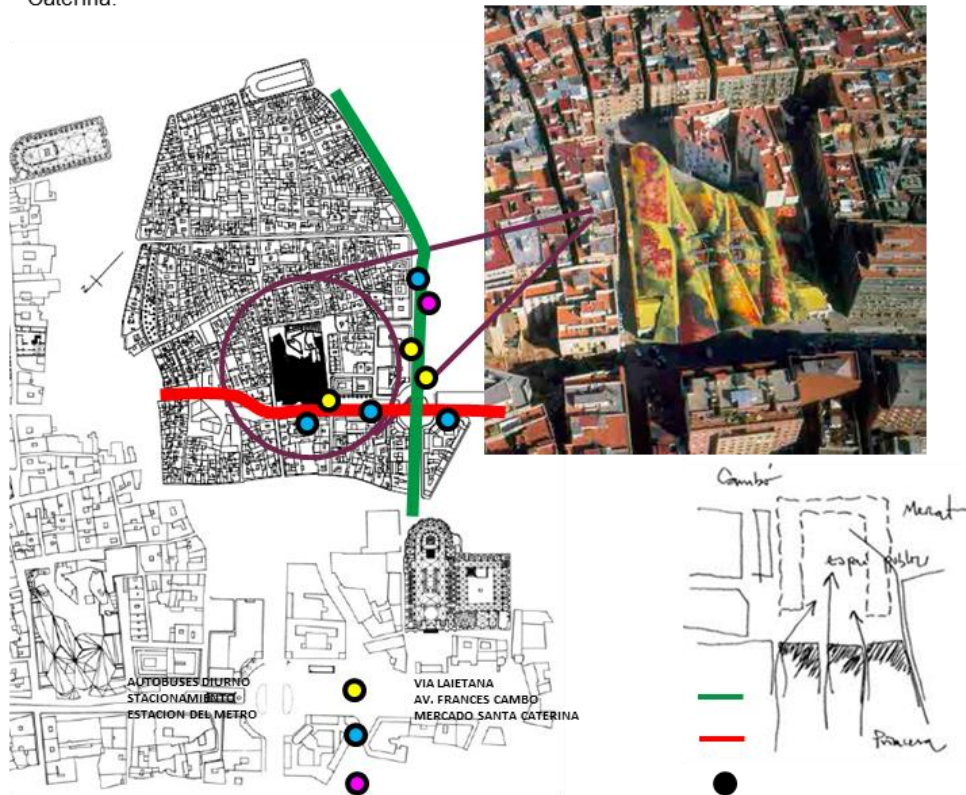 Caterina.
Cambó
Mercat
espai públic
AUTOBUSES DIURNO
STACIONAMIENTO
ESTACION DEL METRO
VIA LAIETANA
AV. FRANCES CAMBO
MERCADO SANTA CATERINA